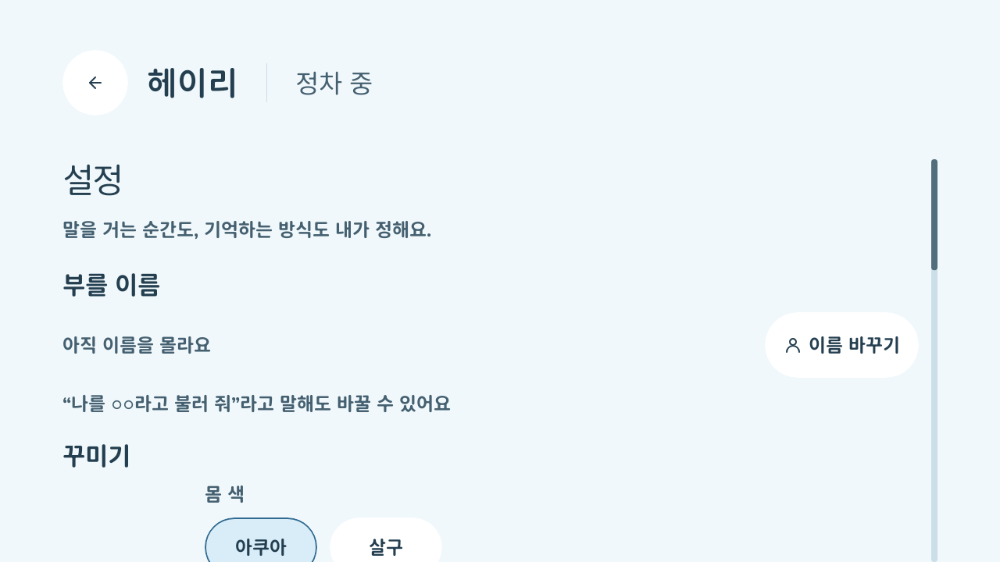 헤이리
정차 중
설정
말을 거는 순간도, 기억하는 방식도 내가 정해요.
부를 이름
아직 이름을 몰라요
이름 바꾸기
“나를 ○○라고 불러 줘”라고 말해도 바꿀 수 있어요
꾸미기
몸 색
아쿠아
살구